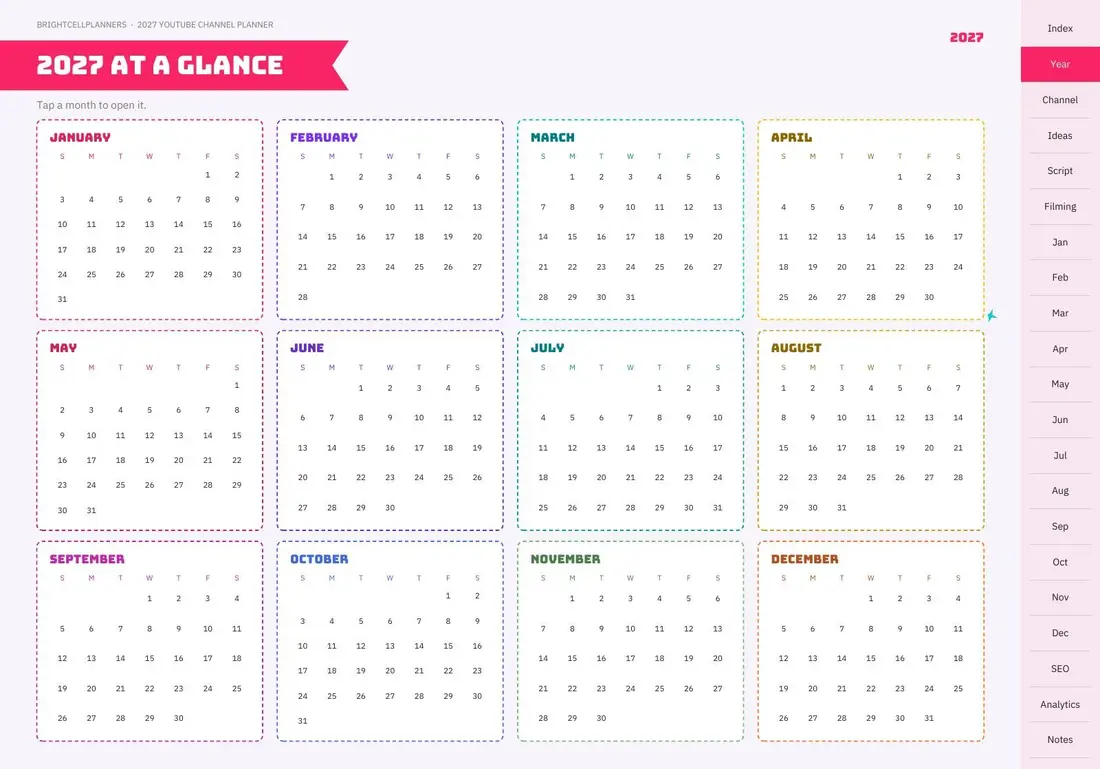 BRIGHTCELLPLANNERS · 2027 YOUTUBE CHANNEL PLANNER
2027
2027 AT A GLANCE
Tap a month to open it.
JANUARY
S M T W T F S
1 2
3 4 5 6 7 8 9
10 11 12 13 14 15 16
17 18 19 20 21 22 23
24 25 26 27 28 29 30
31
FEBRUARY
S M T W T F S
1 2 3 4 5 6
7 8 9 10 11 12 13
14 15 16 17 18 19 20
21 22 23 24 25 26 27
28
MARCH
S M T W T F S
1 2 3 4 5 6
7 8 9 10 11 12 13
14 15 16 17 18 19 20
21 22 23 24 25 26 27
28 29 30 31
APRIL
S M T W T F S
1 2 3
4 5 6 7 8 9 10
11 12 13 14 15 16 17
18 19 20 21 22 23 24
25 26 27 28 29 30
MAY
S M T W T F S
1
2 3 4 5 6 7 8
9 10 11 12 13 14 15
16 17 18 19 20 21 22
23 24 25 26 27 28 29
30 31
JUNE
S M T W T F S
1 2 3 4 5
6 7 8 9 10 11 12
13 14 15 16 17 18 19
20 21 22 23 24 25 26
27 28 29 30
JULY
S M T W T F S
1 2 3
4 5 6 7 8 9 10
11 12 13 14 15 16 17
18 19 20 21 22 23 24
25 26 27 28 29 30 31
AUGUST
S M T W T F S
1 2 3 4 5 6 7
8 9 10 11 12 13 14
15 16 17 18 19 20 21
22 23 24 25 26 27 28
29 30 31
SEPTEMBER
S M T W T F S
1 2 3 4
5 6 7 8 9 10 11
12 13 14 15 16 17 18
19 20 21 22 23 24 25
26 27 28 29 30
OCTOBER
S M T W T F S
1 2
3 4 5 6 7 8 9
10 11 12 13 14 15 16
17 18 19 20 21 22 23
24 25 26 27 28 29 30
31
NOVEMBER
S M T W T F S
1 2 3 4 5 6
7 8 9 10 11 12 13
14 15 16 17 18 19 20
21 22 23 24 25 26 27
28 29 30
DECEMBER
S M T W T F S
1 2 3 4
5 6 7 8 9 10 11
12 13 14 15 16 17 18
19 20 21 22 23 24 25
26 27 28 29 30 31
Index
Year
Channel
Ideas
Script
Filming
Jan
Feb
Mar
Apr
May
Jun
Jul
Aug
Sep
Oct
Nov
Dec
SEO
Analytics
Notes